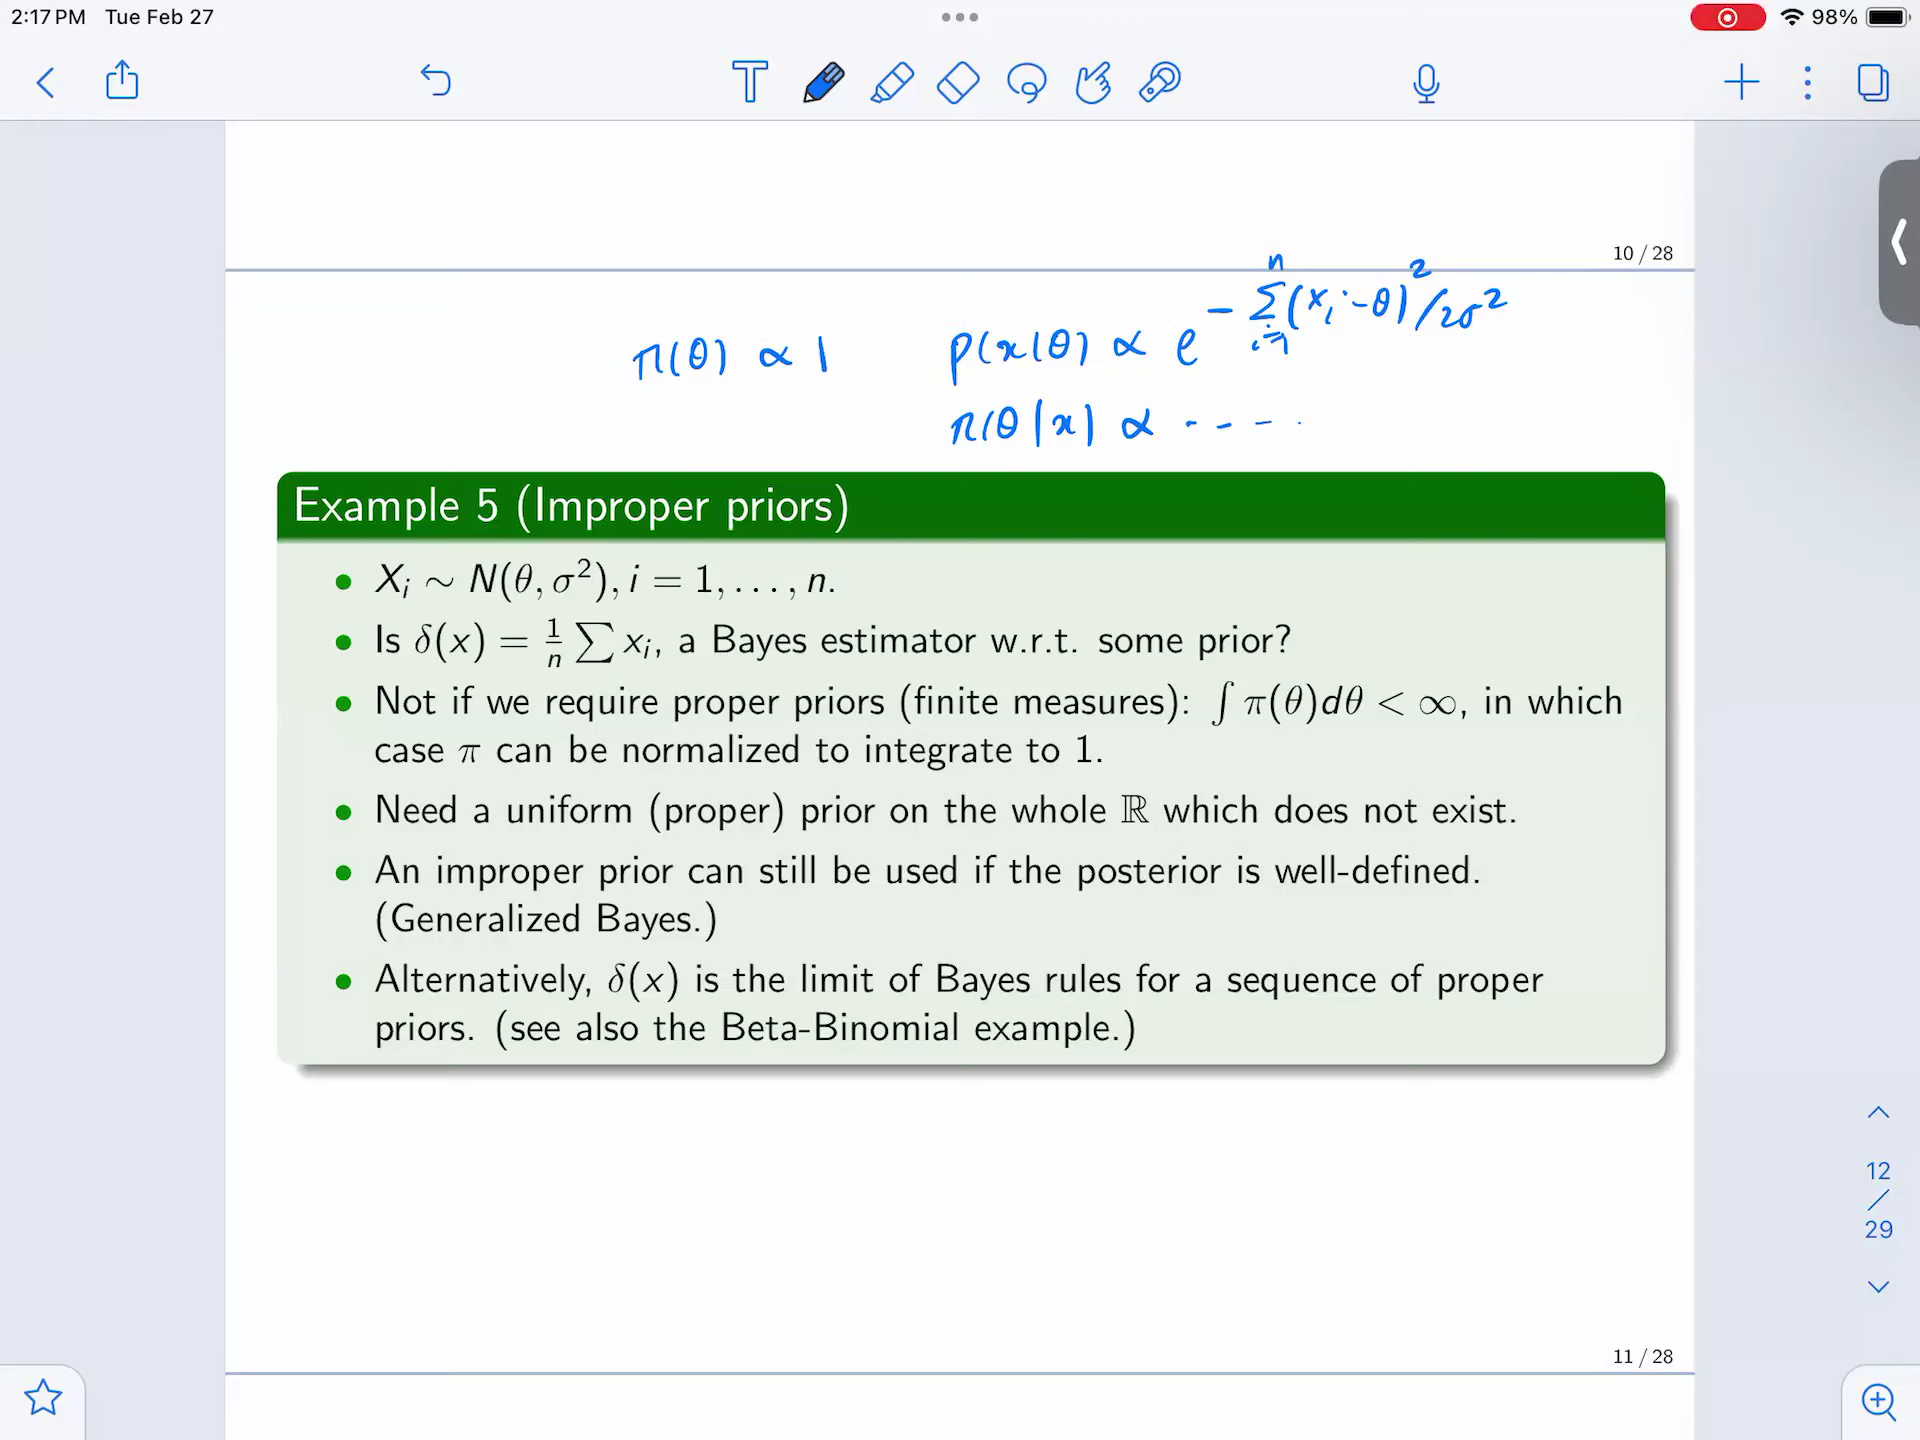 2:17 PM Tue Feb 27
98%
T
10 / 28
π(θ) ∝ 1 p(x|θ) ∝ e^{-∑_{i=1}^{n}(x_i-θ)^2/2σ^2}
π(θ|x) ∝ ----
Example 5 (Improper priors)
• X_i ∼ N(θ, σ²), i = 1, . . . , n.
• Is δ(x) = 1/n ∑ x_i, a Bayes estimator w.r.t. some prior?
• Not if we require proper priors (finite measures): ∫ π(θ)dθ < ∞, in which
case π can be normalized to integrate to 1.
• Need a uniform (proper) prior on the whole ℝ which does not exist.
• An improper prior can still be used if the posterior is well-defined.
(Generalized Bayes.)
• Alternatively, δ(x) is the limit of Bayes rules for a sequence of proper
priors. (see also the Beta-Binomial example.)
12
/
29
11 / 28